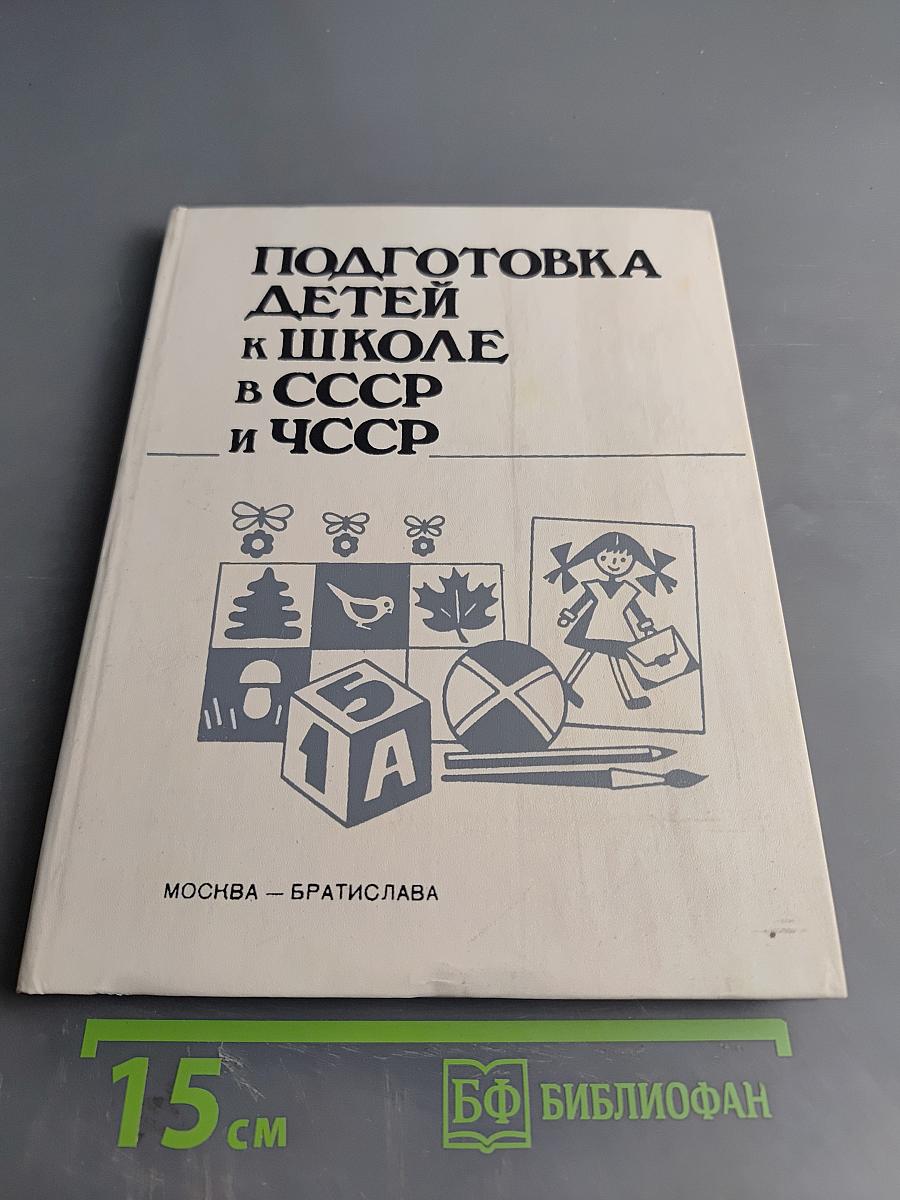 ПОДГОТОВКА
ДЕТЕЙ
к ШКОЛЕ
в СССР
и ЧССР
5
1 А
МОСКВА — БРАТИСЛАВА
15 см
БФ БИБЛИОФАН